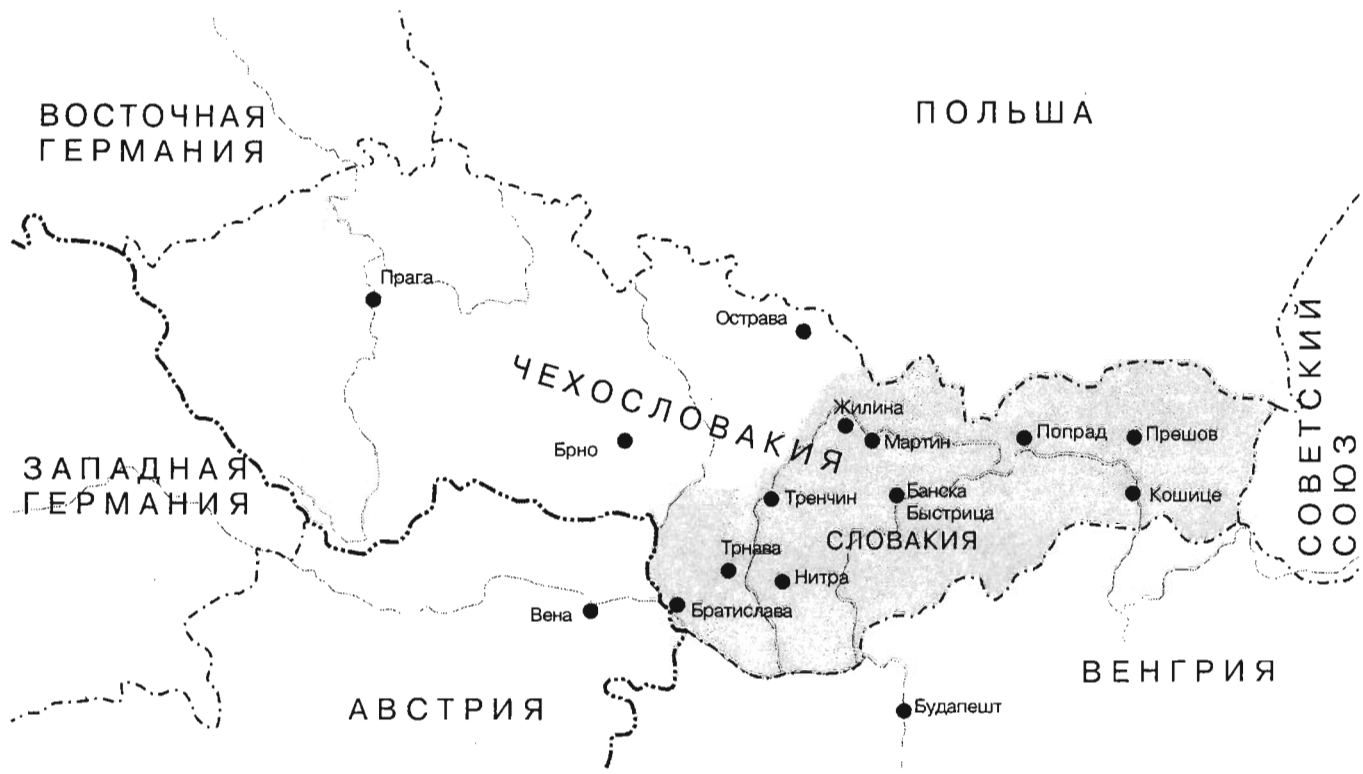 ВОСТОЧНАЯ
ГЕРМАНИЯ
ПОЛЬША
Прага
Острава
ЧЕХОСЛОВАКИЯ
СОВЕТСКИЙ
СОЮЗ
Жилина
Мартин
Попрад
Прешов
Брно
ЗАПАДНАЯ
ГЕРМАНИЯ
Тренчин
Банска
Быстрица
Кошице
СЛОВАКИЯ
Трнава
Нитра
Вена
Братислава
ВЕНГРИЯ
АВСТРИЯ
Будапешт